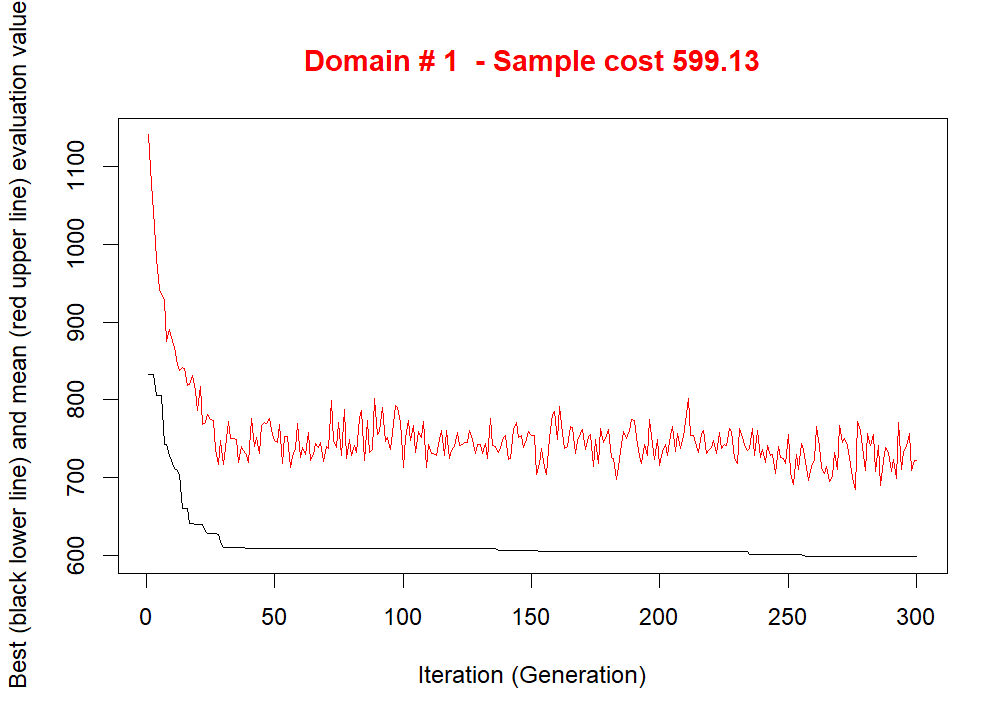 Domain # 1  - Sample cost 599.13
Best (black lower line) and mean (red upper line) evaluation value
1100
1000
900
800
700
600
0 50 100 150 200 250 300
Iteration (Generation)